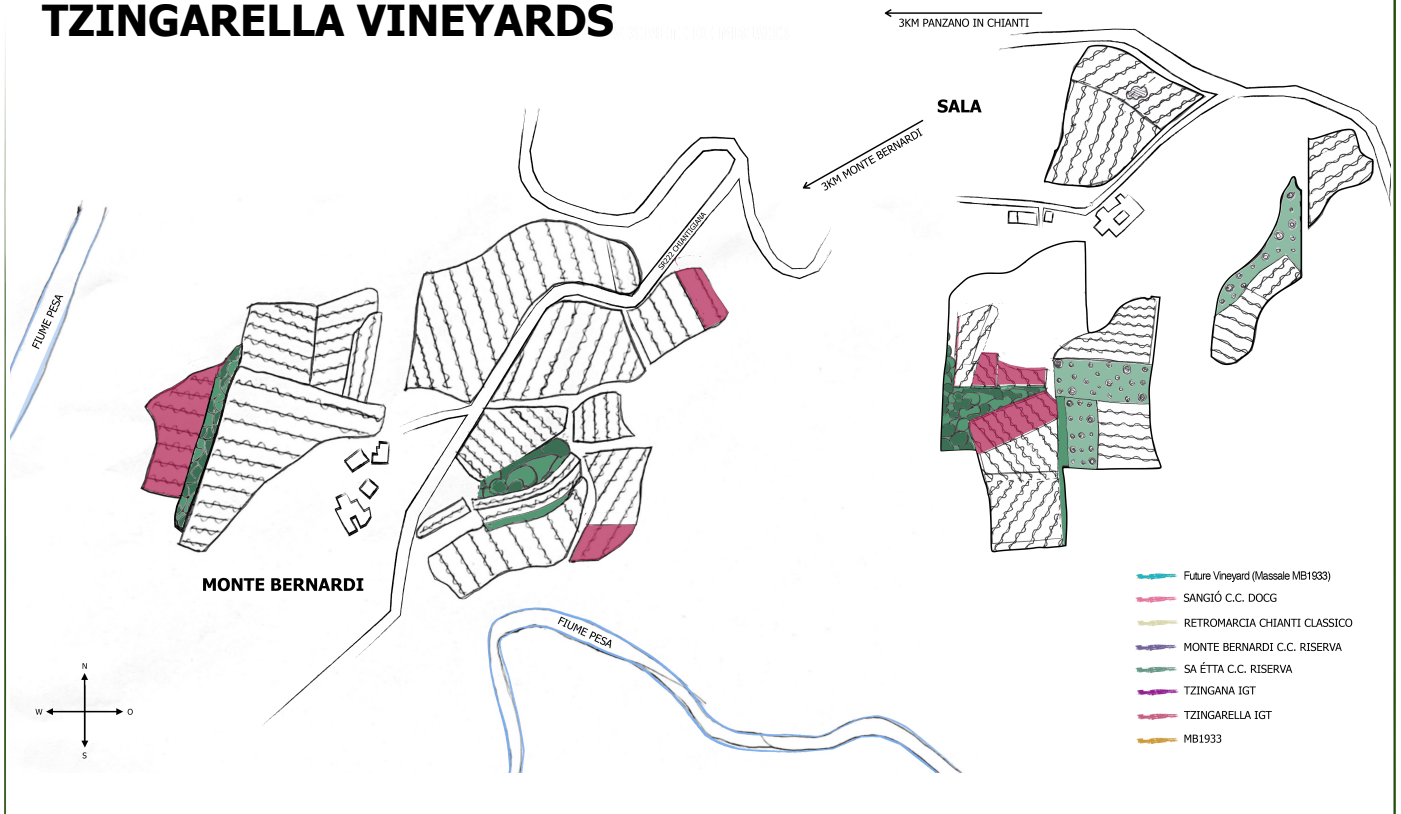 TZINGARELLA VINEYARDS
3KM PANZANO IN CHIANTI
SALA
3KM MONTE BERNARDI
SR222 CHIANTIGIANA
FIUME PESA
MONTE BERNARDI
FIUME PESA
N
W
O
S
Future Vineyard (Massale MB1933)
SANGIÓ C.C. DOCG
RETROMARCIA CHIANTI CLASSICO
MONTE BERNARDI C.C. RISERVA
SA ÉTTA C.C. RISERVA
TZINGANA IGT
TZINGARELLA IGT
MB1933